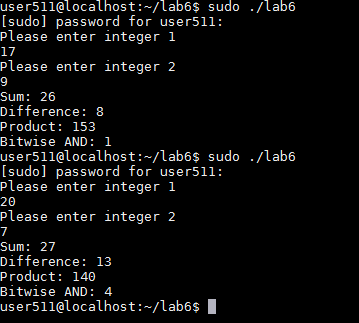 user511@localhost:~/lab6$ sudo ./lab6
[sudo] password for user511:
Please enter integer 1
17
Please enter integer 2
9
Sum: 26
Difference: 8
Product: 153
Bitwise AND: 1
user511@localhost:~/lab6$ sudo ./lab6
[sudo] password for user511:
Please enter integer 1
20
Please enter integer 2
7
Sum: 27
Difference: 13
Product: 140
Bitwise AND: 4
user511@localhost:~/lab6$